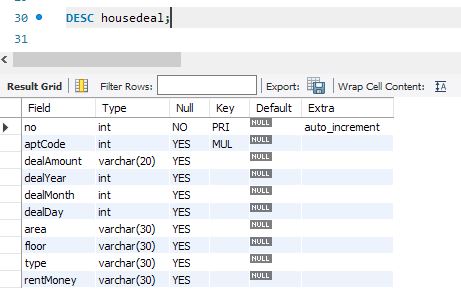 30 DESC housedeal;
31
Result Grid Filter Rows: Export: Wrap Cell Content:
Field Type Null Key Default Extra
no int NO PRI NULL auto_increment
aptCode int YES MUL NULL
dealAmount varchar(20) YES NULL
dealYear int YES NULL
dealMonth int YES NULL
dealDay int YES NULL
area varchar(30) YES NULL
floor varchar(30) YES NULL
type varchar(30) YES NULL
rentMoney varchar(30) YES NULL